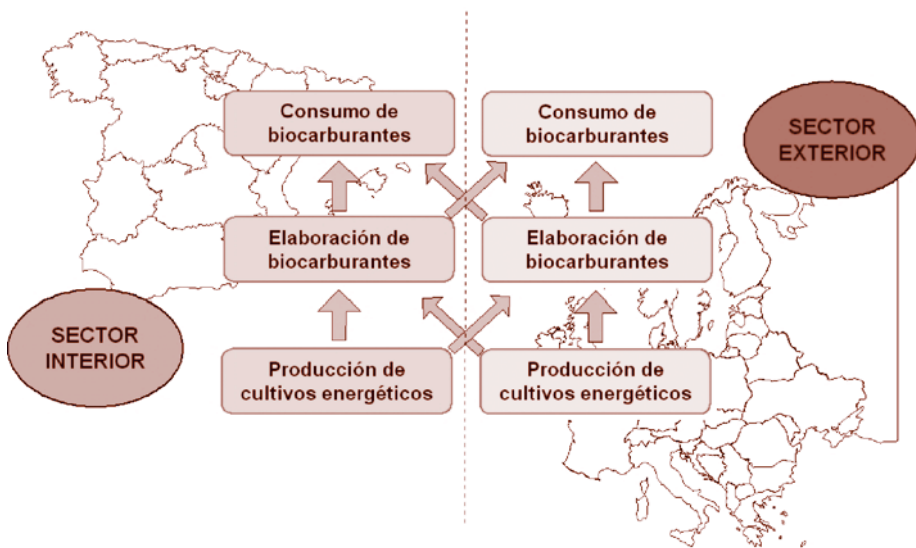 Consumo de
biocarburantes
Consumo de
biocarburantes
SECTOR
EXTERIOR
Elaboración de
biocarburantes
Elaboración de
biocarburantes
SECTOR
INTERIOR
Producción de
cultivos energéticos
Producción de
cultivos energéticos